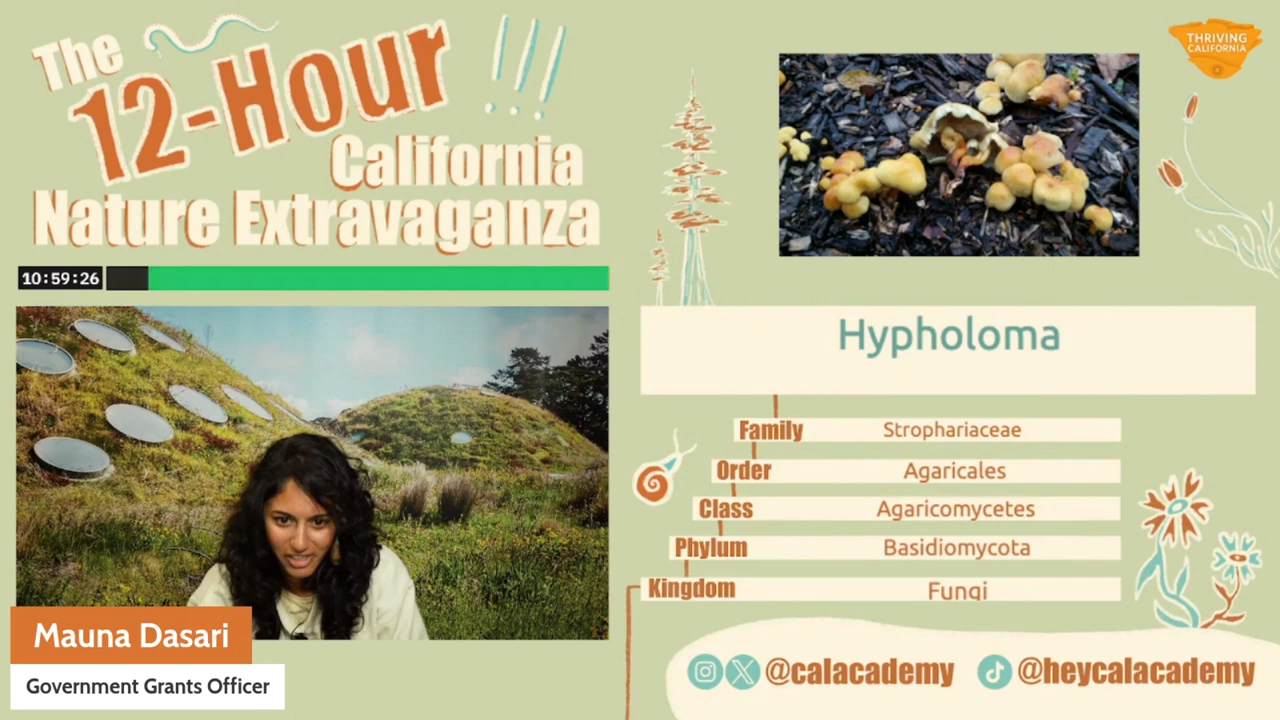 The
12-Hour!!!
California
Nature Extravaganza
THRIVING
CALIFORNIA
10:59:26
Hypholoma
Family Strophariaceae
Order Agaricales
Class Agaricomycetes
Phylum Basidiomycota
Kingdom Fungi
Mauna Dasari
Government Grants Officer
@calacademy @heycalacademy